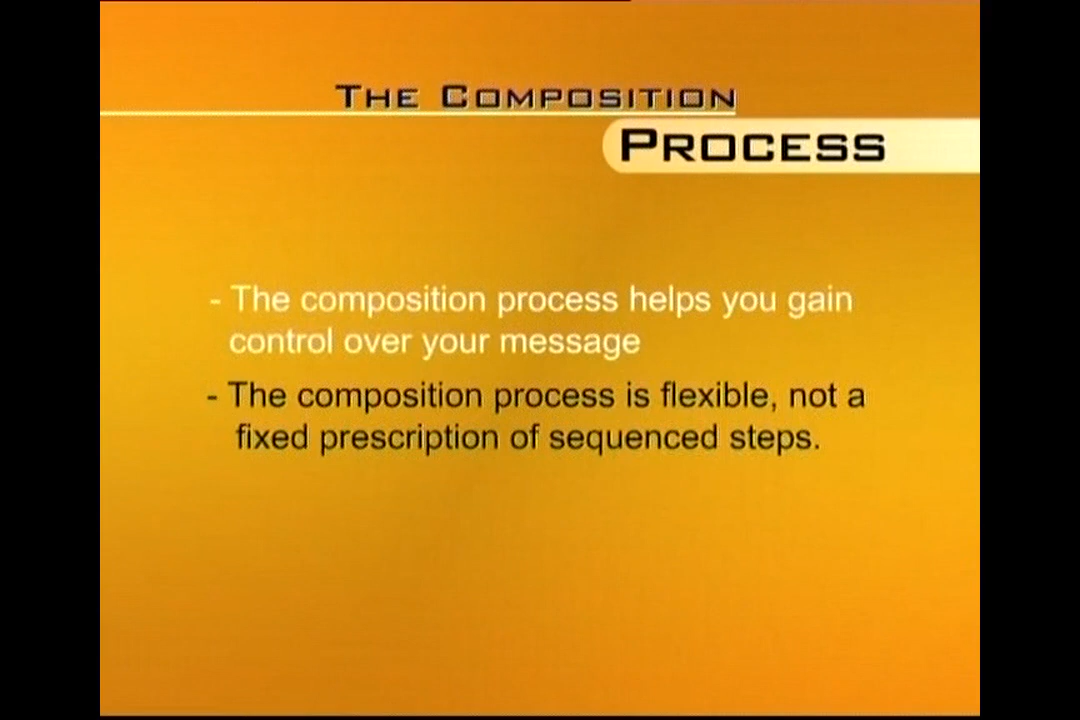 The Composition
Process
- The composition process helps you gain
control over your message
- The composition process is flexible, not a
fixed prescription of sequenced steps.